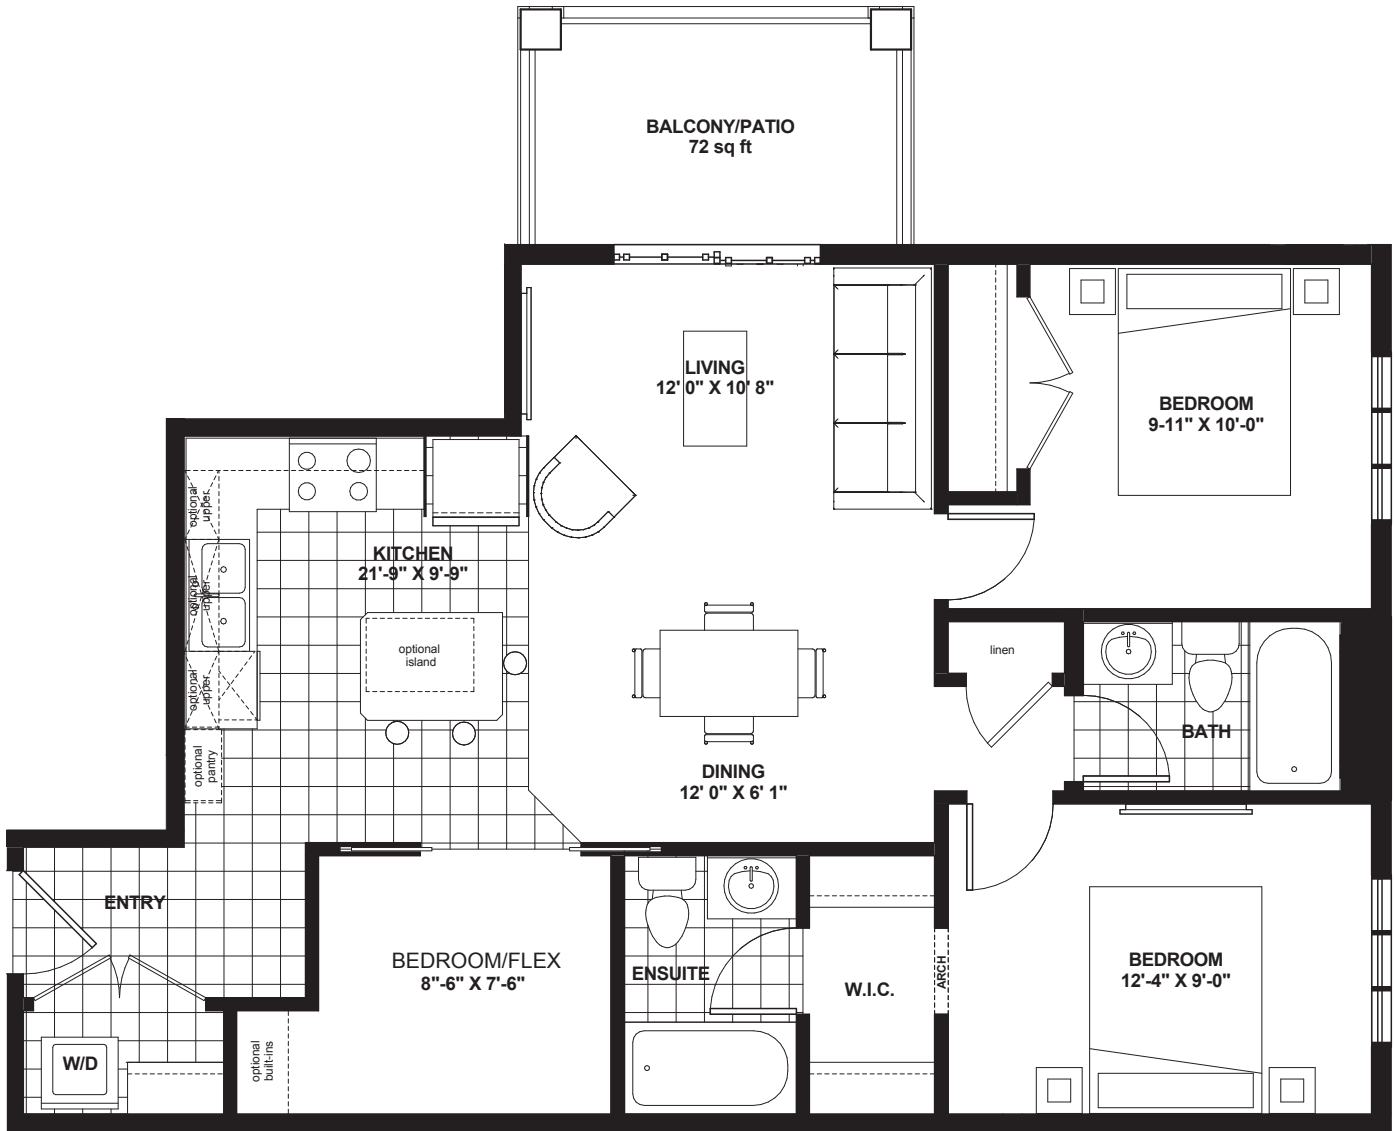 BALCONY/PATIO
72 sq ft
LIVING
12' 0" X 10' 8"
BEDROOM
9-11" X 10'-0"
optional
upper
KITCHEN
21'-9" X 9'-9"
optional
upper
optional
island
optional
upper
linen
BATH
optional
pantry
DINING
12' 0" X 6' 1"
ENTRY
BEDROOM/FLEX
8"-6" X 7'-6"
ENSUITE
W.I.C.
ARCH
BEDROOM
12'-4" X 9'-0"
W/D
optional
built-ins